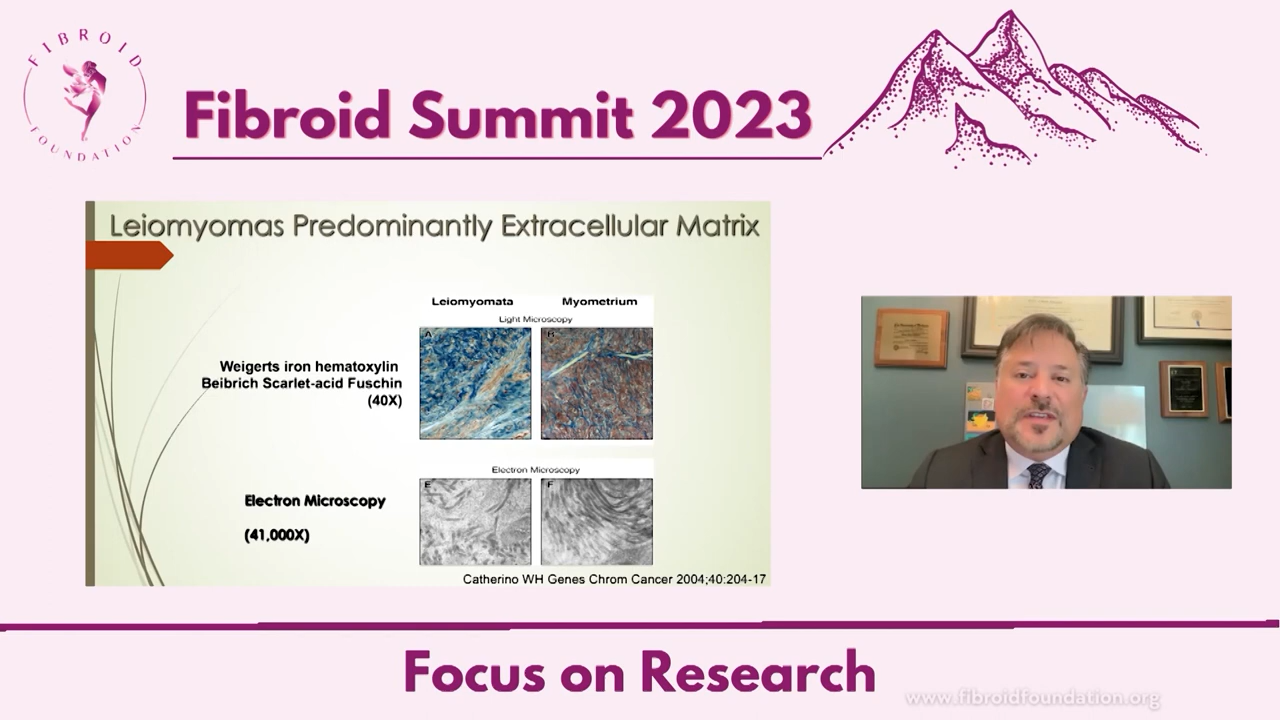 FIBROID
FOUNDATION
Fibroid Summit 2023
Leiomyomas Predominantly Extracellular Matrix
Leiomyomata Myometrium
Light Microscopy
A B
Weigerts iron hematoxylin
Beibrich Scarlet-acid Fuschin
(40X)
Electron Microscopy
E F
Electron Microscopy
(41,000X)
Catherino WH Genes Chrom Cancer 2004;40:204-17
Focus on Research
www.fibroidfoundation.org